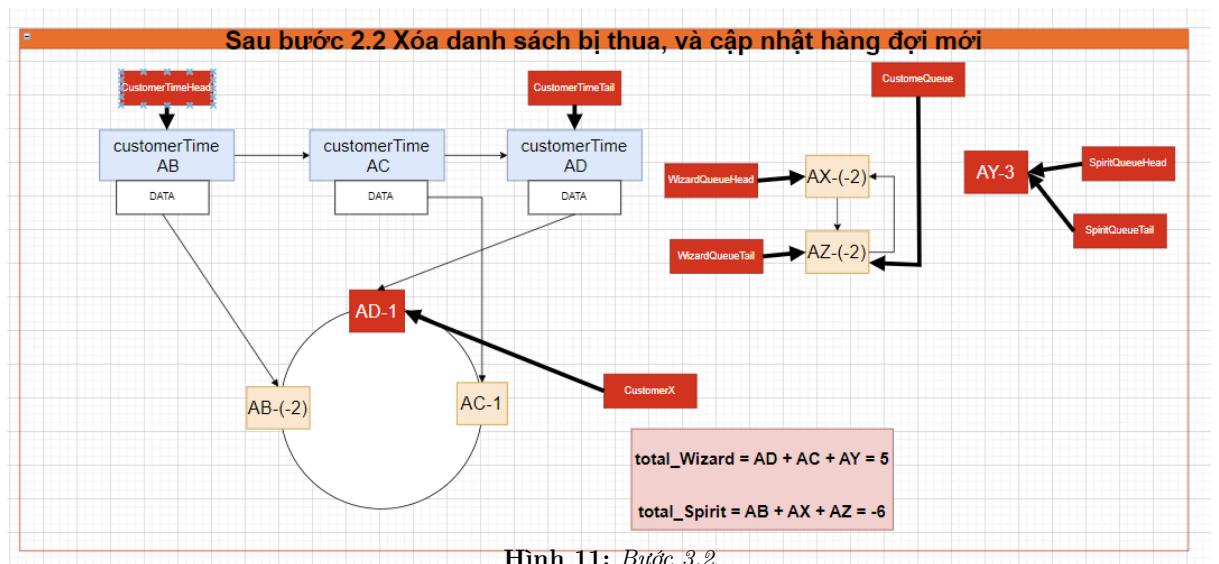 Sau bước 2.2 Xóa danh sách bị thua, và cập nhật hàng đợi mới
CustomerTimeHead
CustomerTimeTail
CustomeQueue
customerTime
AB
DATA
customerTime
AC
DATA
customerTime
AD
DATA
WizardQueueHead
AX-(-2)
WizardQueueTail
AZ-(-2)
AY-3
SpiritQueueHead
SpiritQueueTail
AD-1
AB-(-2)
AC-1
CustomerX
total_Wizard = AD + AC + AY = 5
total_Spirit = AB + AX + AZ = -6
Hình 11: Bước 3.2